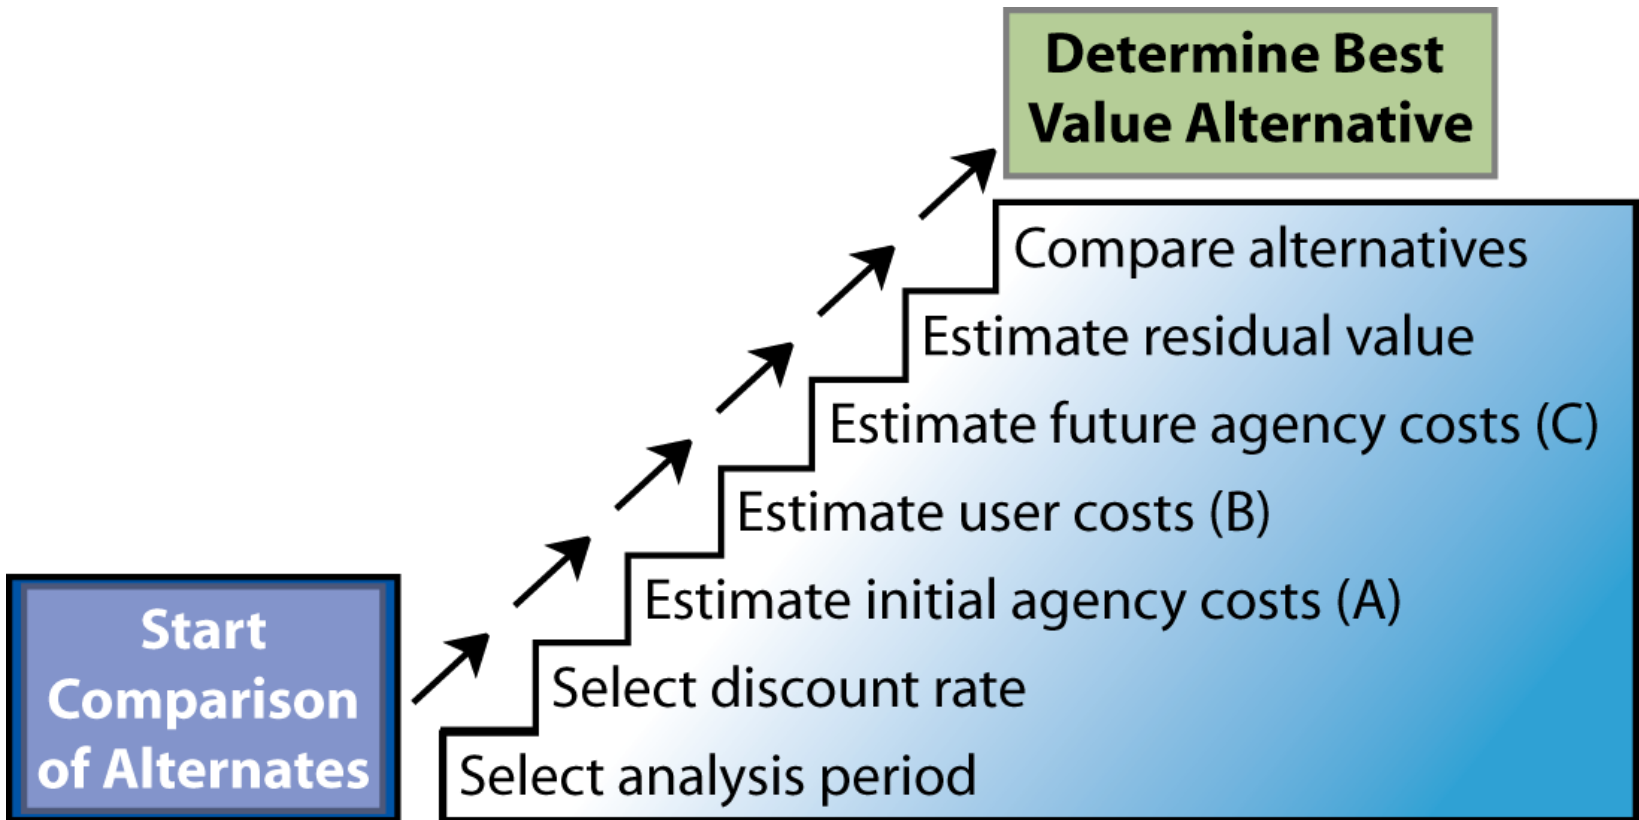 Determine Best
Value Alternative
Compare alternatives
Estimate residual value
Estimate future agency costs (C)
Estimate user costs (B)
Estimate initial agency costs (A)
Select discount rate
Select analysis period
Start
Comparison
of Alternates